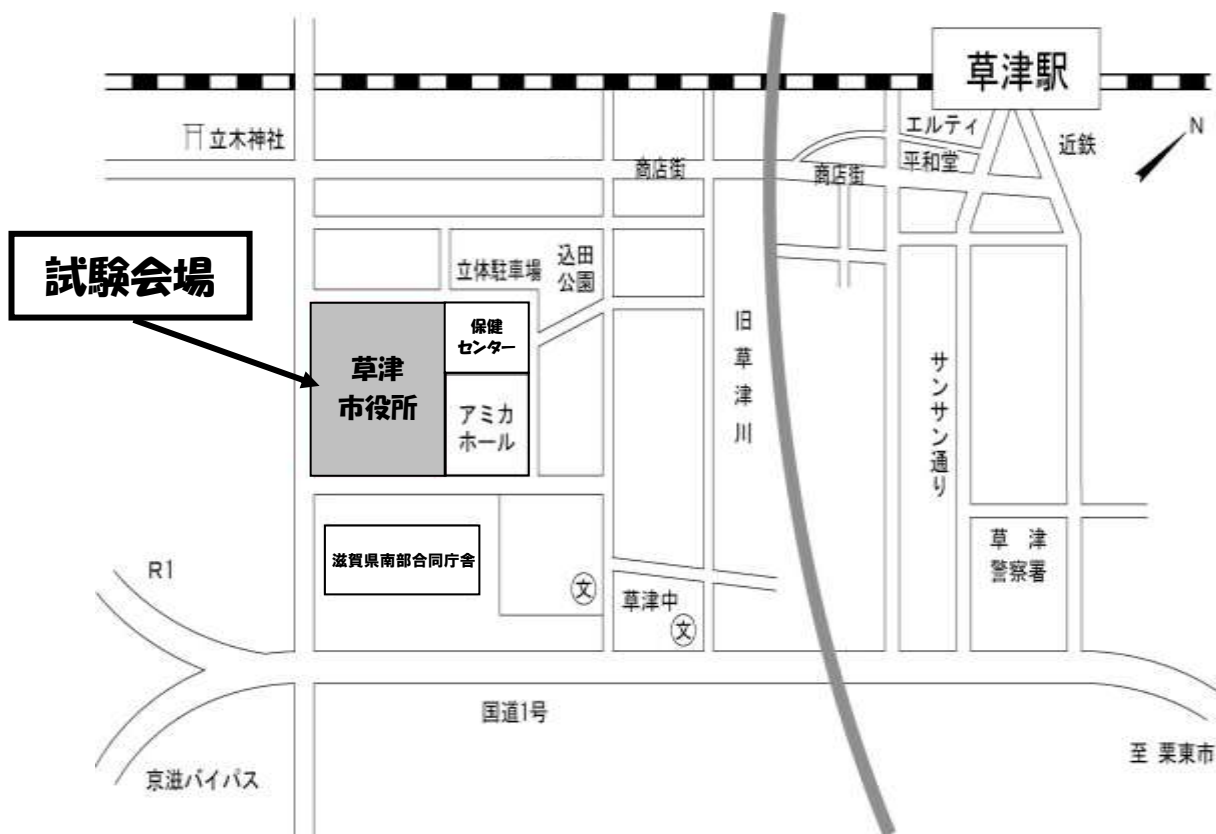 草津駅
エルティ
N
立木神社
近鉄
平和堂
商店街
商店街
試験会場
立体駐車場
込田
公園
保健
センター
旧草津川
草津
市役所
アミカ
ホール
サンサン通り
滋賀県南部合同庁舎
草津
警察署
R1
文
草津中
文
国道1号
至 栗東市
京滋バイパス